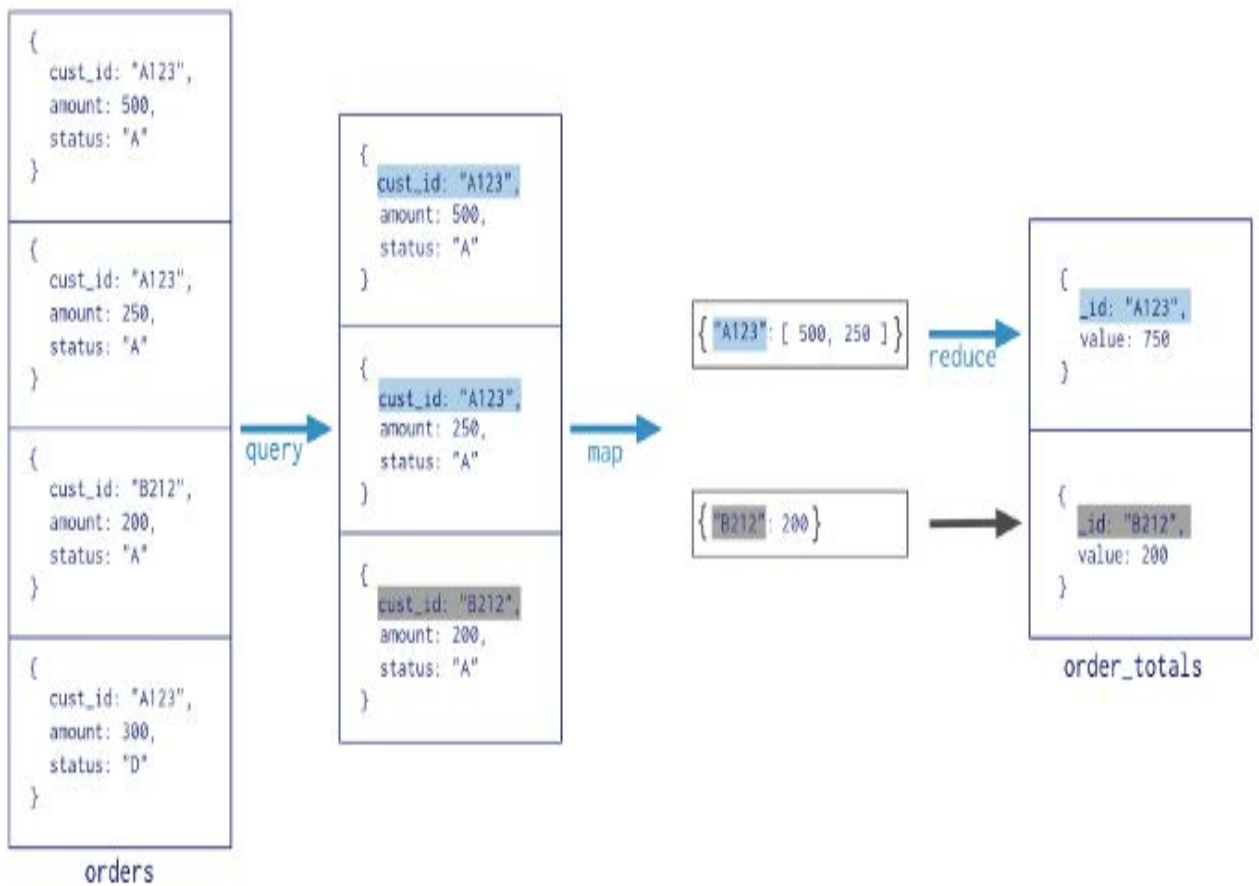 {
cust_id: "A123",
amount: 500,
status: "A"
}
{
cust_id: "A123",
amount: 250,
status: "A"
}
{
cust_id: "B212",
amount: 200,
status: "A"
}
{
cust_id: "A123",
amount: 300,
status: "D"
}
orders
query
{
cust_id: "A123",
amount: 500,
status: "A"
}
{
cust_id: "A123",
amount: 250,
status: "A"
}
{
cust_id: "B212",
amount: 200,
status: "A"
}
map
{ "A123": [ 500, 250 ] }
{ "B212": 200 }
reduce
{
_id: "A123",
value: 750
}
{
_id: "B212",
value: 200
}
order_totals